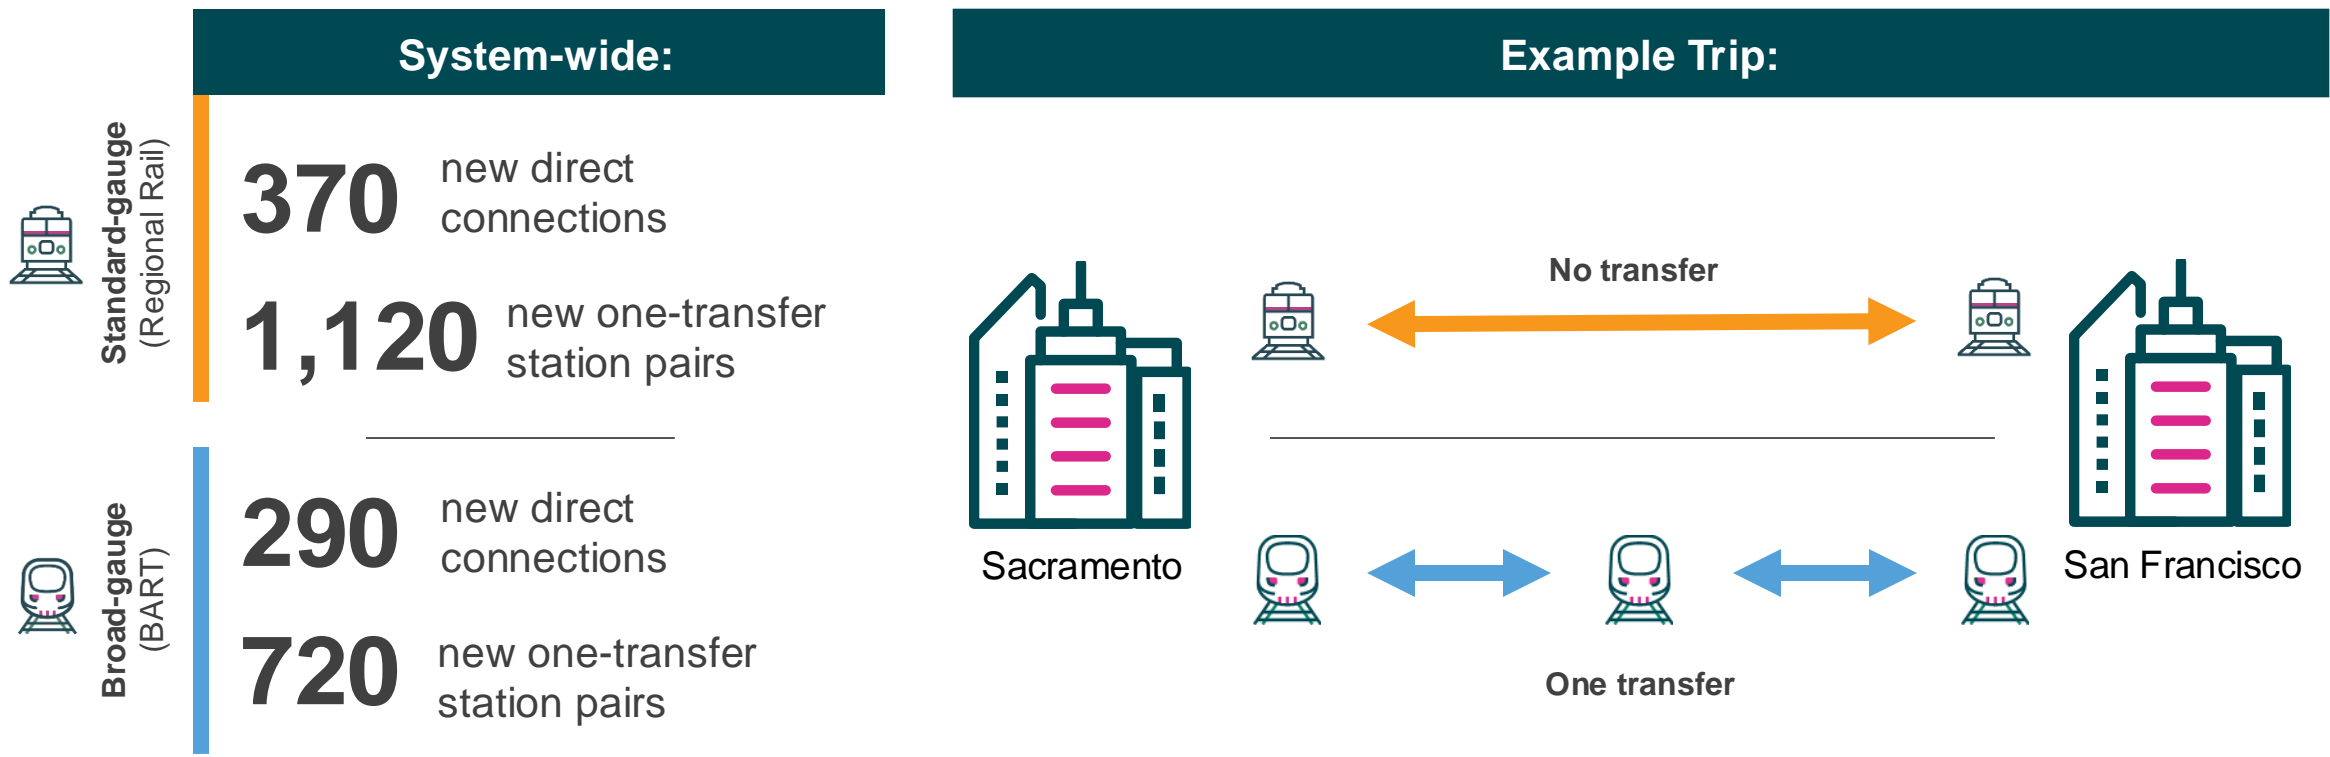 System-wide:
Standard-gauge
(Regional Rail)
370
new direct
connections
1,120
new one-transfer
station pairs
Broad-gauge
(BART)
290
new direct
connections
720
new one-transfer
station pairs
Example Trip:
No transfer
Sacramento
San Francisco
One transfer